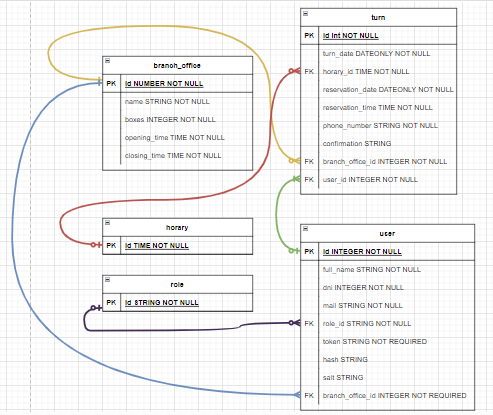 branch_office
PK id NUMBER NOT NULL
name STRING NOT NULL
boxes INTEGER NOT NULL
opening_time TIME NOT NULL
closing_time TIME NOT NULL
horary
PK id TIME NOT NULL
role
PK id STRING NOT NULL
turn
PK id int NOT NULL
turn_date DATEONLY NOT NULL
FK horary_id TIME NOT NULL
reservation_date DATEONLY NOT NULL
reservation_time TIME NOT NULL
phone_number STRING NOT NULL
confirmation STRING
FK branch_office_id INTEGER NOT NULL
FK user_id INTEGER NOT NULL
user
PK id INTEGER NOT NULL
full_name STRING NOT NULL
dni INTEGER NOT NULL
mail STRING NOT NULL
FK role_id STRING NOT NULL
token STRING NOT REQUIRED
hash STRING
salt STRING
FK branch_office_id INTEGER NOT REQUIRED